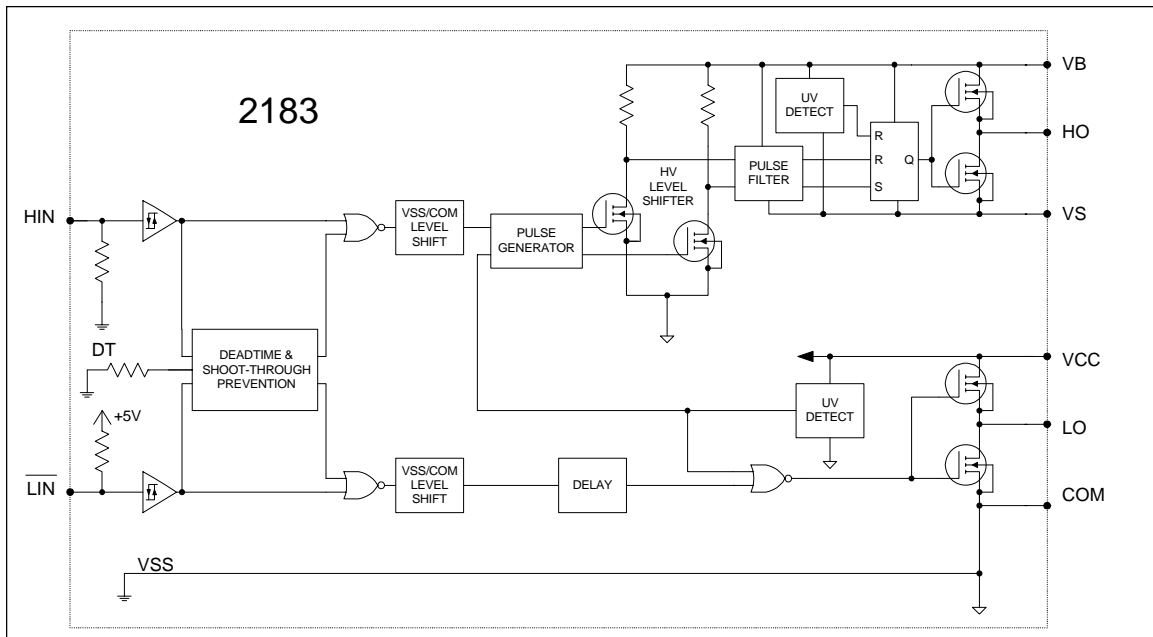 2183
VB
UV
DETECT
R
R
Q
S
HO
PULSE
FILTER
HV
LEVEL
SHIFTER
VS
HIN
VSS/COM
LEVEL
SHIFT
PULSE
GENERATOR
DT
DEADTIME &
SHOOT-THROUGH
PREVENTION
VCC
UV
DETECT
+5V
LO
LIN
VSS/COM
LEVEL
SHIFT
DELAY
COM
VSS